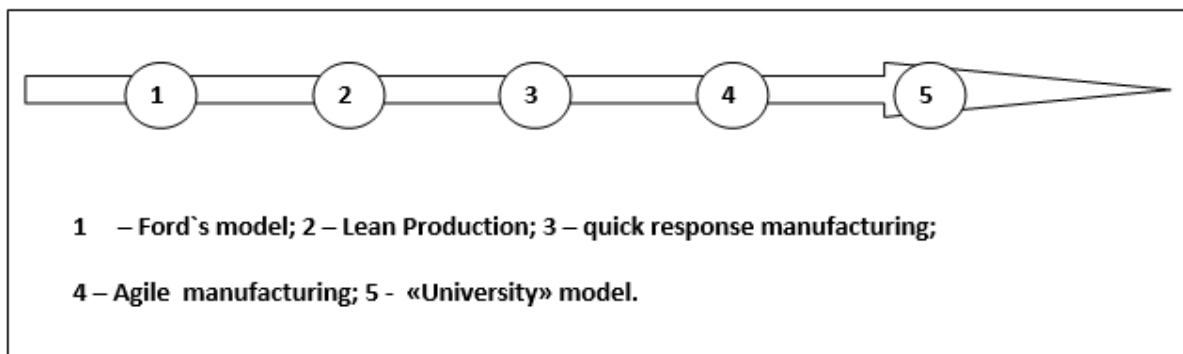 1 2 3 4 5
1 – Ford`s model; 2 – Lean Production; 3 – quick response manufacturing;
4 – Agile manufacturing; 5 - «University» model.